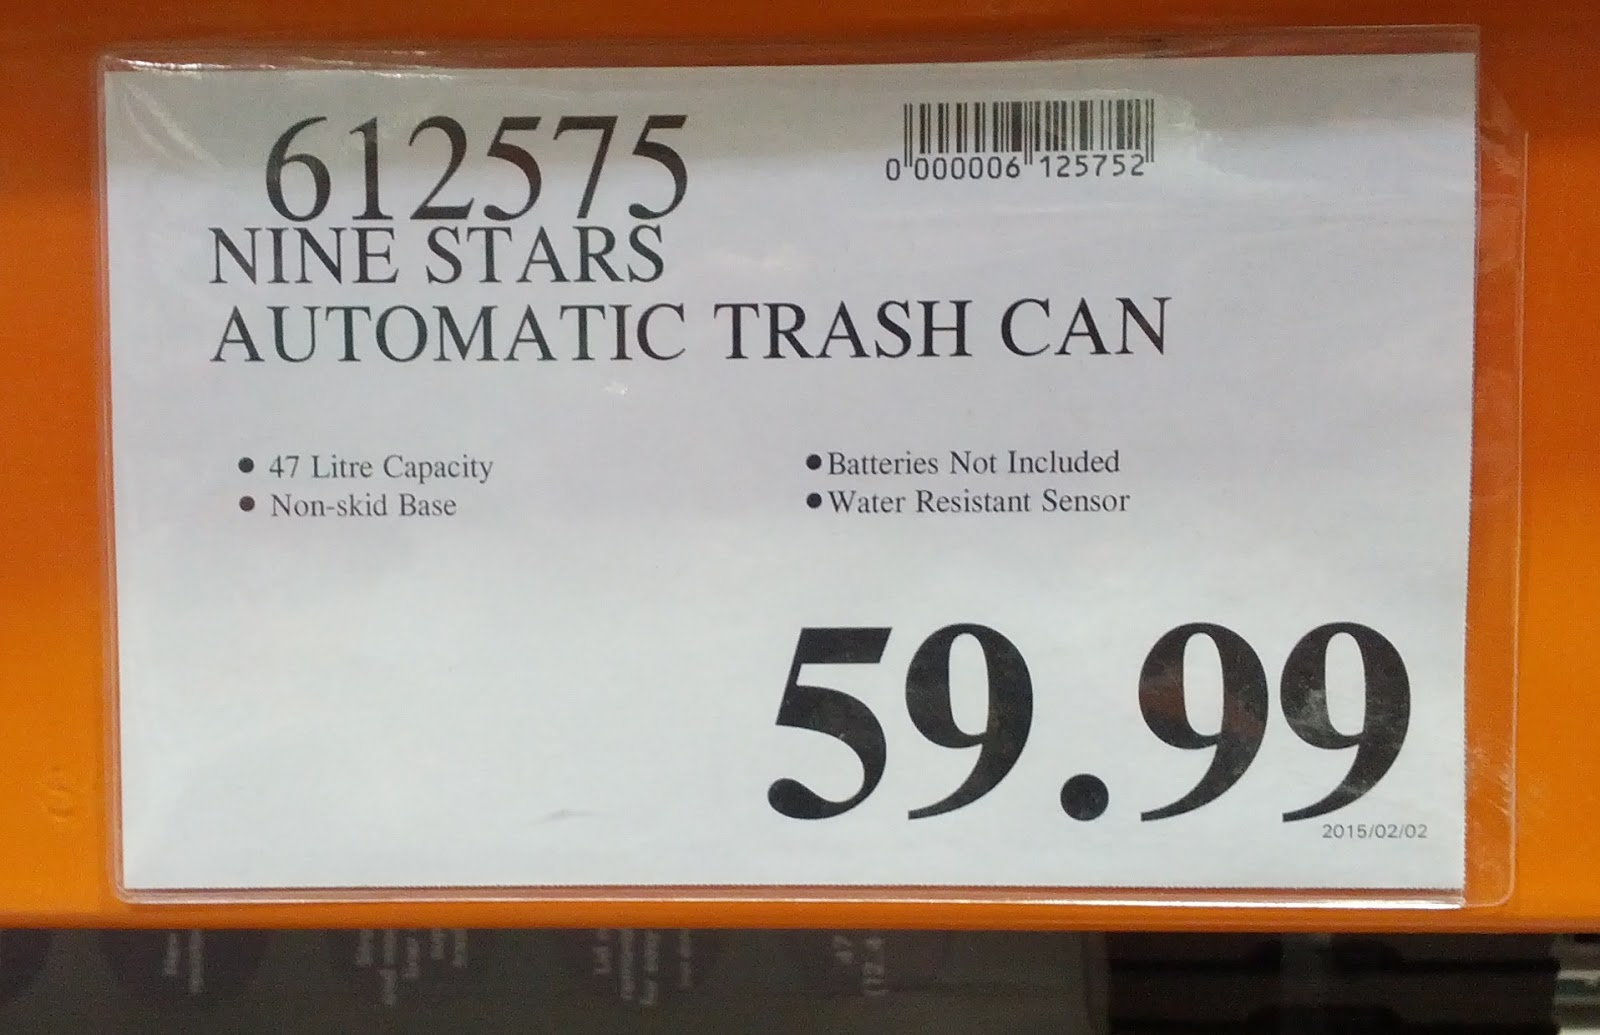 612575
0 000006 125752
NINE STARS
AUTOMATIC TRASH CAN
● 47 Litre Capacity
● Non-skid Base
● Batteries Not Included
● Water Resistant Sensor
59.99
2015/02/02